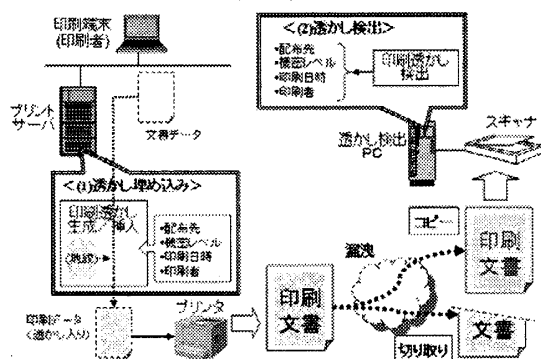 印刷端末
(印刷者)
プリント
サーバ
文書データ
<(1)透かし埋め込み>
印刷透かし
生成/挿入
•配布先
•機密レベル
•印刷日時
•印刷者
印刷データ
(透かし入り)
プリンタ
<(2)透かし検出>
•配布先
•機密レベル
•印刷日時
•印刷者
印刷透かし
検出
透かし検出
PC
スキャナ
印刷
文書
漏洩
コピー
印刷
文書
切り取り
文書